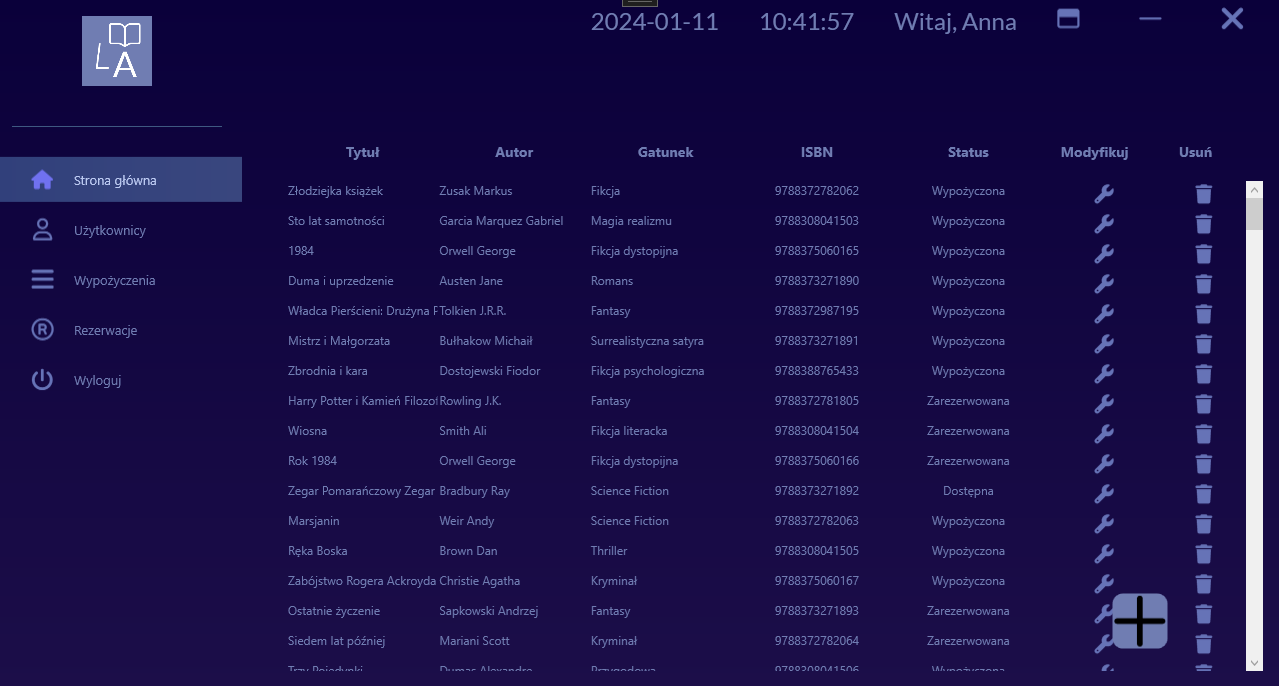 2024-01-11 10:41:57 Witaj, Anna
L A
Tytuł Autor Gatunek ISBN Status Modyfikuj Usuń
Strona główna
Użytkownicy
Wypożyczenia
R Rezerwacje
Wyloguj
Złodziejka książek Zusak Markus Fikcja 9788372782062 Wypożyczona
Sto lat samotności Garcia Marquez Gabriel Magia realizmu 9788308041503 Wypożyczona
1984 Orwell George Fikcja dystopijna 9788375060165 Wypożyczona
Duma i uprzedzenie Austen Jane Romans 9788373271890 Wypożyczona
Władca Pierścieni: Drużyna Tolkien J.R.R. Fantasy 9788372987195 Wypożyczona
Mistrz i Małgorzata Bułhakow Michaił Surrealistyczna satyra 9788373271891 Wypożyczona
Zbrodnia i kara Dostojewski Fiodor Fikcja psychologiczna 9788388765433 Wypożyczona
Harry Potter i Kamień Filozof Rowling J.K. Fantasy 9788372781805 Zarezerwowana
Wiosna Smith Ali Fikcja literacka 9788308041504 Zarezerwowana
Rok 1984 Orwell George Fikcja dystopijna 9788375060166 Zarezerwowana
Zegar Pomarańczowy Zegar Bradbury Ray Science Fiction 9788373271892 Dostępna
Marsjanin Weir Andy Science Fiction 9788372782063 Wypożyczona
Ręka Boska Brown Dan Thriller 9788308041505 Wypożyczona
Zabójstwo Rogera Ackroyda Christie Agatha Kryminał 9788375060167 Wypożyczona
Ostatnie życzenie Sapkowski Andrzej Fantasy 9788373271893 Zarezerwowana
Siedem lat później Mariani Scott Kryminał 9788372782064 Zarezerwowana
Trzy Pojedynki Dumas Alexandre Przygodowa 9788308041506 Wypożyczona